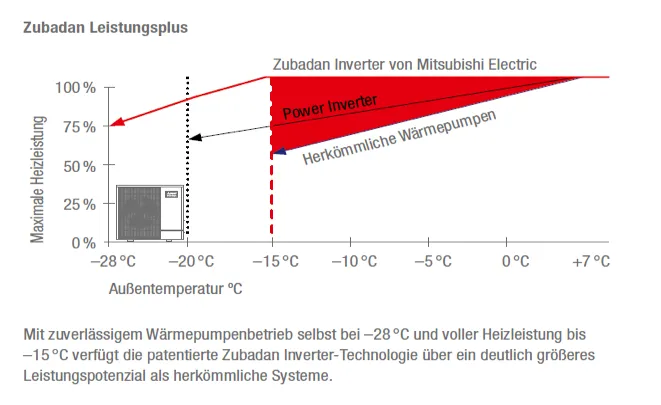 Zubadan Leistungsplus
Zubadan Inverter von Mitsubishi Electric
100 %
75 %
50 %
25 %
0 %
Maximale Heizleistung
Power Inverter
Herkömmliche Wärmepumpen
–28 °C
–20 °C
–15 °C
–10 °C
–5 °C
0 °C
+7 °C
Außentemperatur ºC
Mit zuverlässigem Wärmepumpenbetrieb selbst bei –28 °C und voller Heizleistung bis
–15 °C verfügt die patentierte Zubadan Inverter-Technologie über ein deutlich größeres
Leistungspotenzial als herkömmliche Systeme.